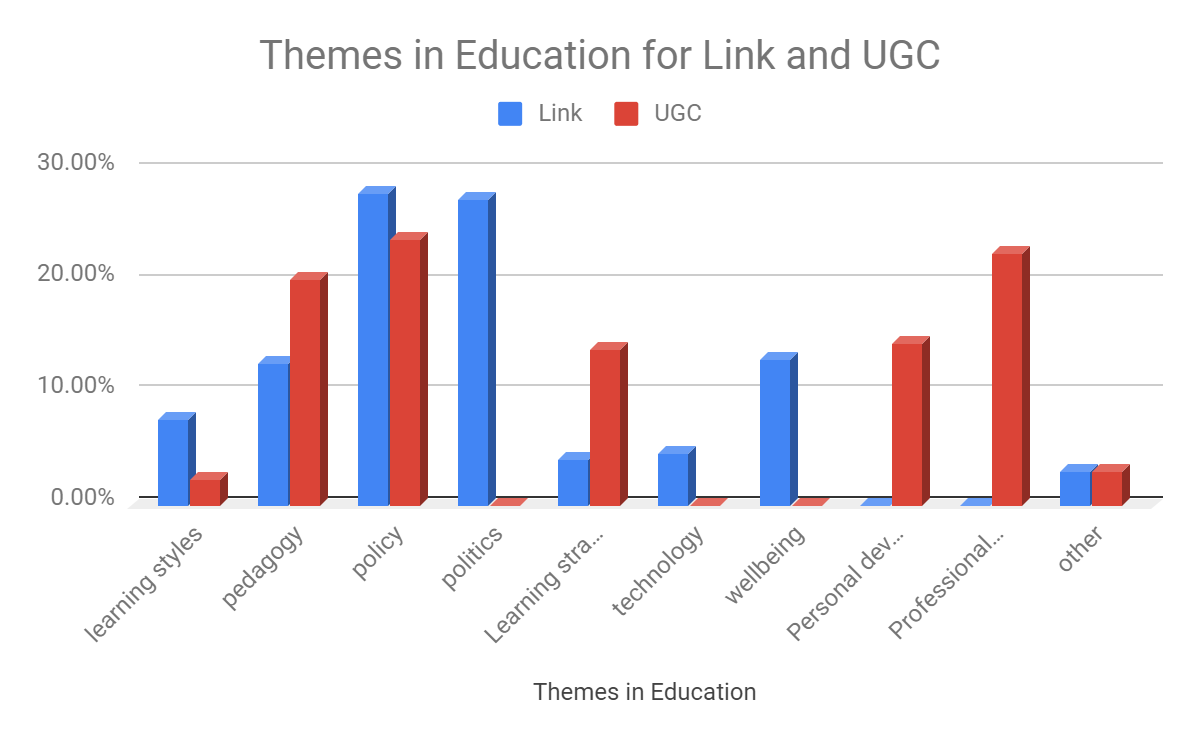 Themes in Education for Link and UGC
Link UGC
30.00%
20.00%
10.00%
0.00%
learning styles
pedagogy
policy
politics
Learning stra...
technology
wellbeing
Personal dev...
Professional...
other
Themes in Education